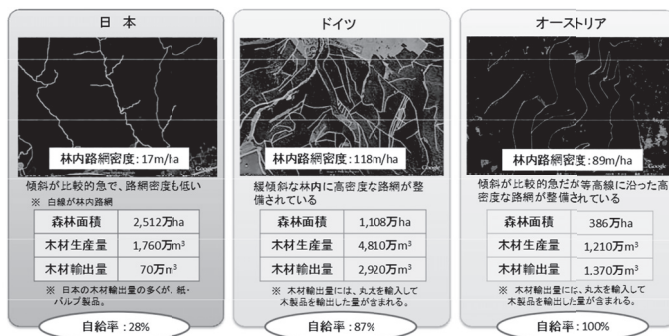 日 本
林内路網密度:17m/ha
傾斜が比較的急で、路網密度も低い
※ 白線が林内路網
森林面積 2,512万ha
木材生産量 1,760万m³
木材輸出量 70万m³
※ 日本の木材輸出量の多くが、紙・
パルプ製品。
自給率:28%
ドイツ
Google
林内路網密度:118m/ha
緩傾斜な林内に高密度な路網が整
備されている
森林面積 1,108万ha
木材生産量 4,810万m³
木材輸出量 2,920万m³
※ 木材輸出量には、丸太を輸入して
木製品を輸出した量が含まれる。
自給率:87%
オーストリア
Google
林内路網密度:89m/ha
傾斜が比較的急だが等高線に沿った高
密度な路網が整備されている
森林面積 386万ha
木材生産量 1,210万m³
木材輸出量 1.370万m³
※ 木材輸出量には、丸太を輸入して
木製品を輸出した量が含まれる。
自給率:100%